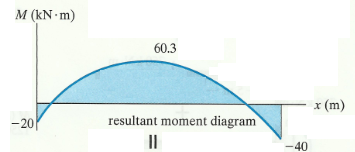 M (kN·m)
60.3
x (m)
−20
resultant moment diagram
−40
||